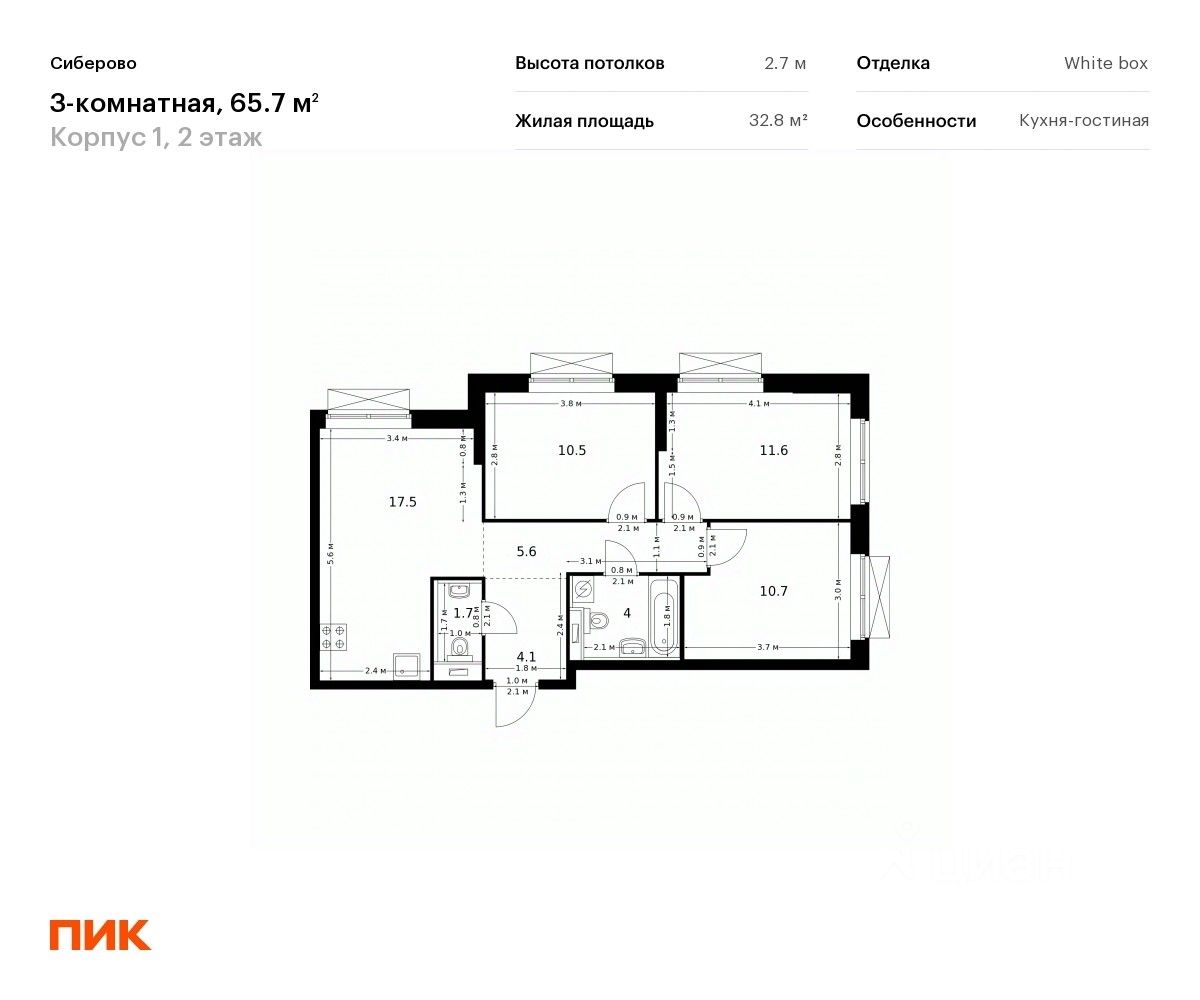 Сиберово
3-комнатная, 65.7 м²
Корпус 1, 2 этаж
Высота потолков 2.7 м
Жилая площадь 32.8 м²
Отделка White box
Особенности Кухня-гостиная
3.4 м
0.8 м
1.3 м
17.5
5.6 м
2.4 м
3.8 м
2.8 м
10.5
0.9 м
2.1 м
4.1 м
1.3 м
1.5 м
11.6
2.8 м
0.9 м
2.1 м
5.6
3.1 м
1.1 м
0.9 м
2.1 м
10.7
3.0 м
3.7 м
0.8 м
2.1 м
4
1.8 м
2.1 м
1.7
1.7 м
1.0 м
0.8 м
2.1 м
2.4 м
4.1
1.8 м
1.0 м
2.1 м
циан
ПИК